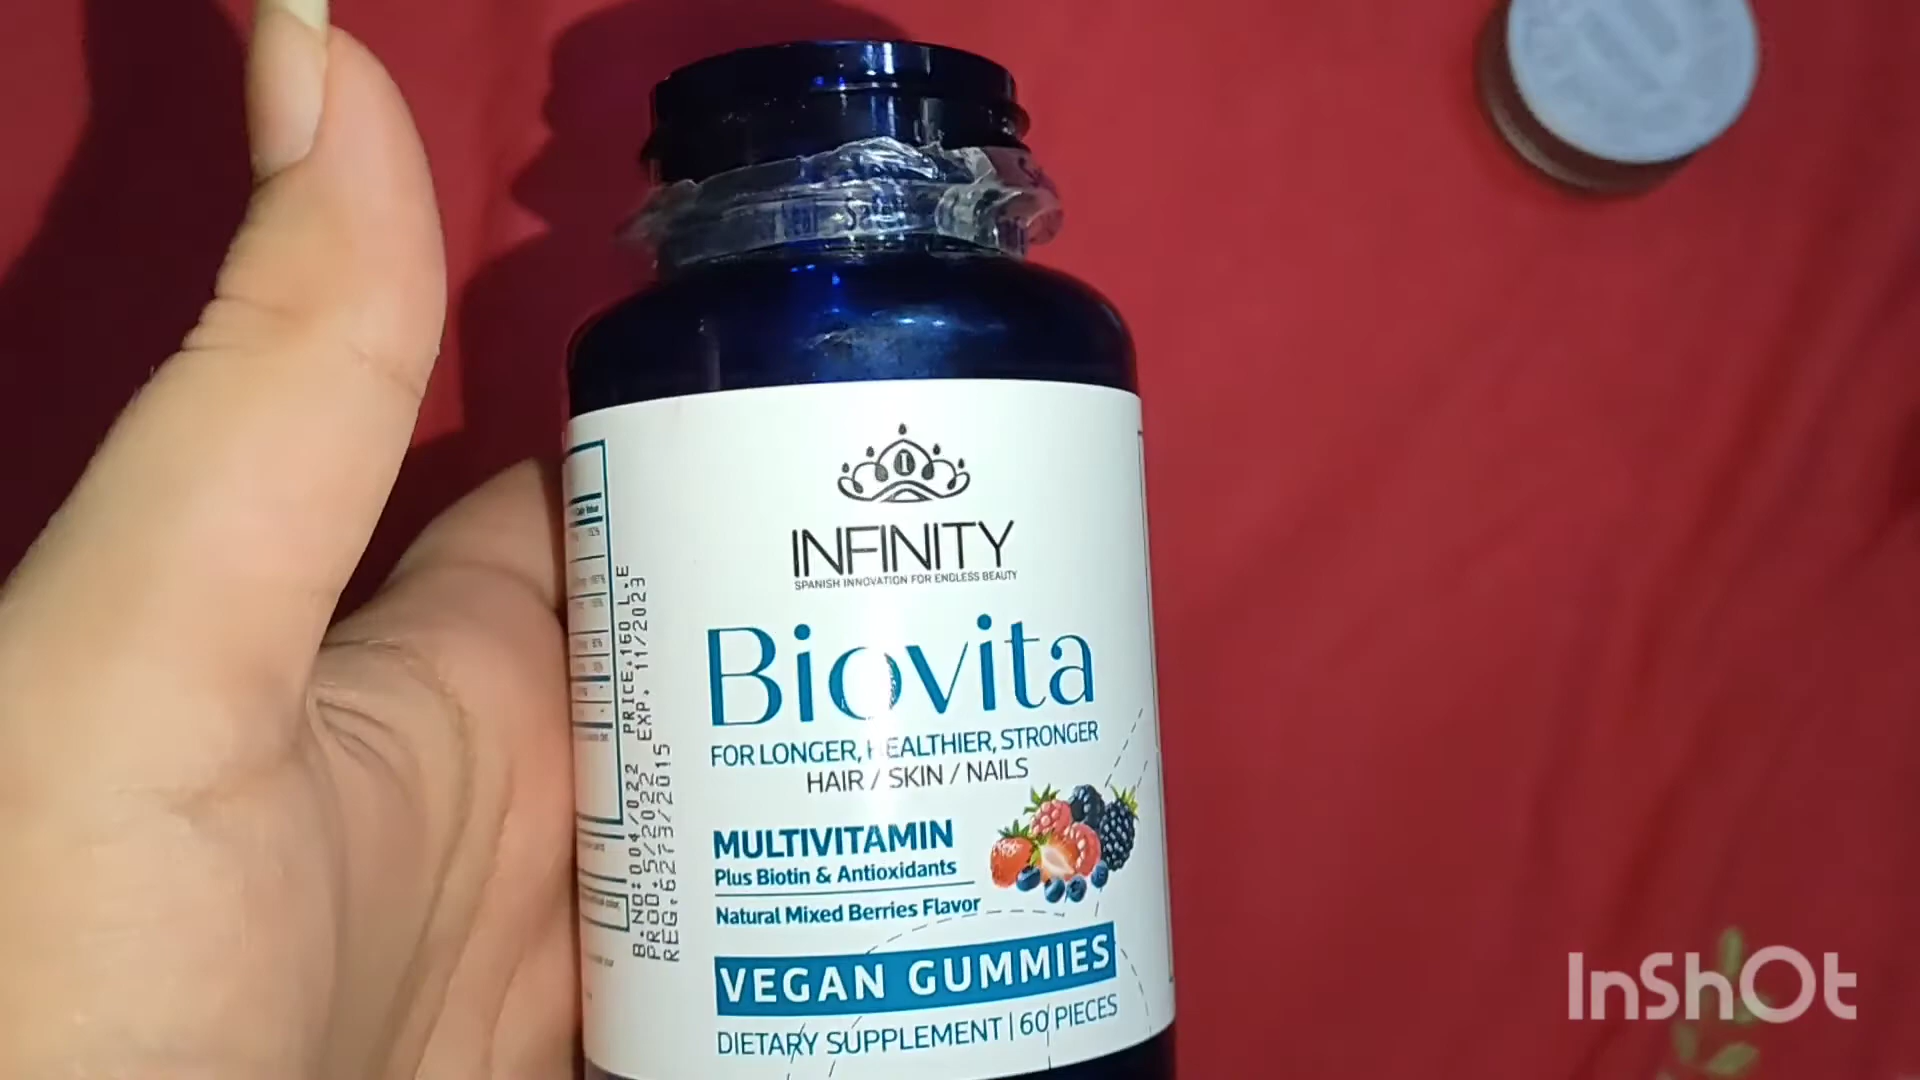 INFINITY
SPANISH INNOVATION FOR ENDLESS BEAUTY
Biovita
FOR LONGER, HEALTHIER, STRONGER
HAIR / SKIN / NAILS
MULTIVITAMIN
Plus Biotin & Antioxidants
Natural Mixed Berries Flavor
VEGAN GUMMIES
DIETARY SUPPLEMENT | 60 PIECES
B.NO:004/022 PRICE.160 L.E
PROD.5/2022 EXP. 11/2023
REG.6273/2015
InShOt